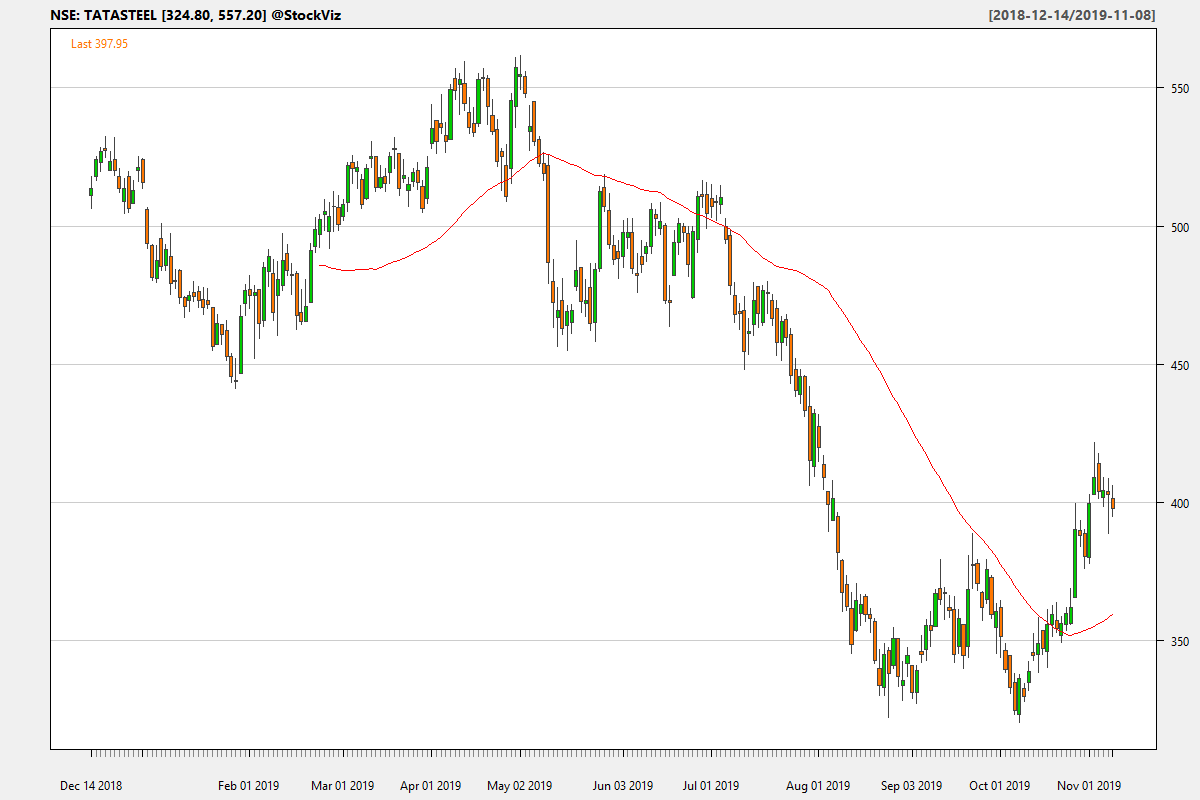 NSE: TATASTEEL [324.80, 557.20] @StockViz
[2018-12-14/2019-11-08]
Last 397.95
550
500
450
400
350
Dec 14 2018
Feb 01 2019
Mar 01 2019
Apr 01 2019
May 02 2019
Jun 03 2019
Jul 01 2019
Aug 01 2019
Sep 03 2019
Oct 01 2019
Nov 01 2019